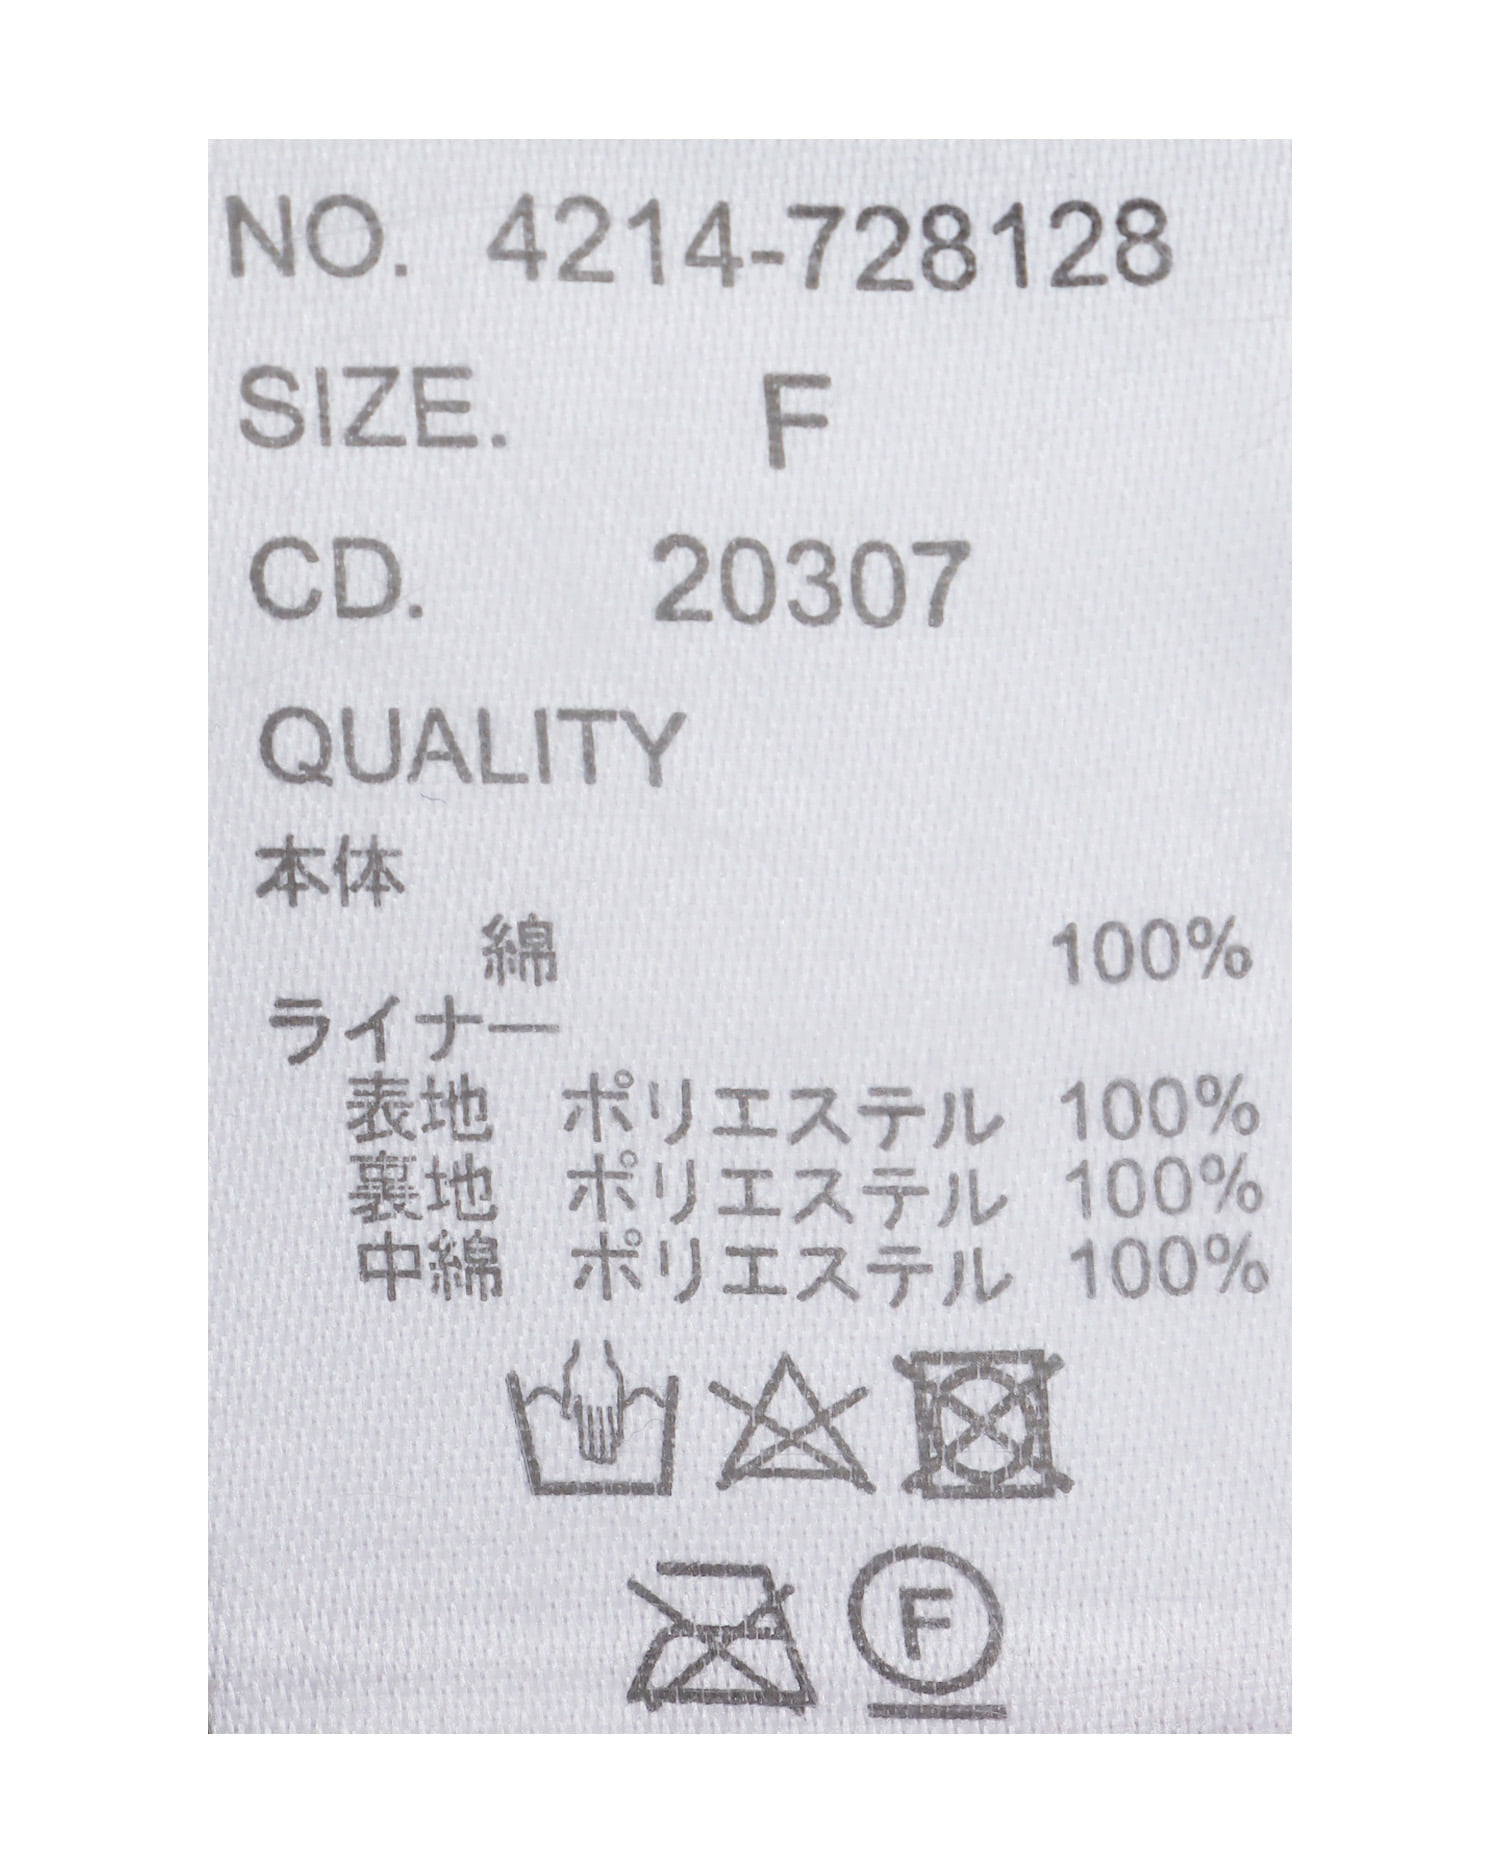 NO. 4214-728128
SIZE. F
CD. 20307
QUALITY
本体
綿 100%
ライナー
表地 ポリエステル 100%
裏地 ポリエステル 100%
中綿 ポリエステル 100%
F